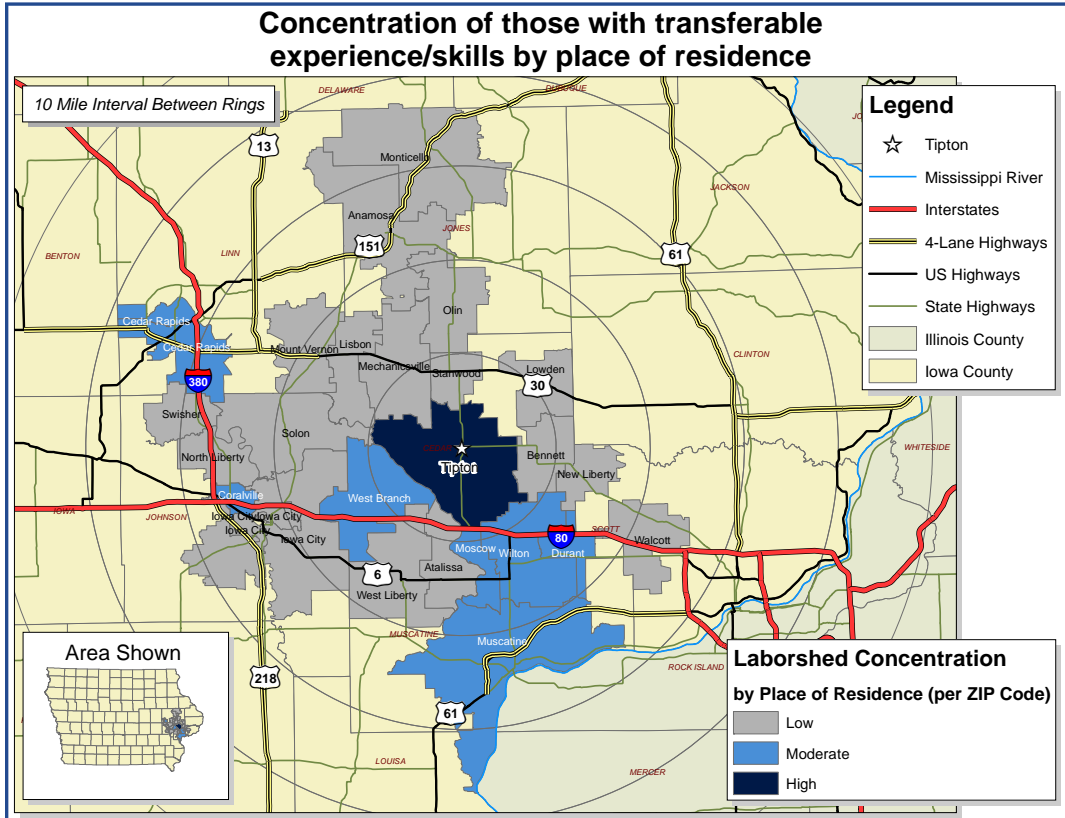 Concentration of those with transferable
experience/skills by place of residence
10 Mile Interval Between Rings
DELAWARE
DUBUQUE
Legend
Tipton
Mississippi River
Interstates
4-Lane Highways
US Highways
State Highways
Illinois County
Iowa County
13
Monticello
JACKSON
Anamosa
JONES
151
61
BENTON
LINN
Cedar Rapids
Olin
Cedar Rapids
Mount Vernon
Lisbon
Mechanicsville
Stanwood
Lowden
CLINTON
380
30
Swisher
Solon
WHITESIDE
Tipton
Bennett
North Liberty
New Liberty
Coralville
West Branch
IOWA
JOHNSON
Iowa City
Iowa City
Iowa City
Iowa City
SCOTT
80
Walcott
Moscow
Wilton
Durant
6
Atalissa
West Liberty
MUSCATINE
Muscatine
ROCK ISLAND
Area Shown
218
61
LOUISA
MERCER
Laborshed Concentration
by Place of Residence (per ZIP Code)
Low
Moderate
High